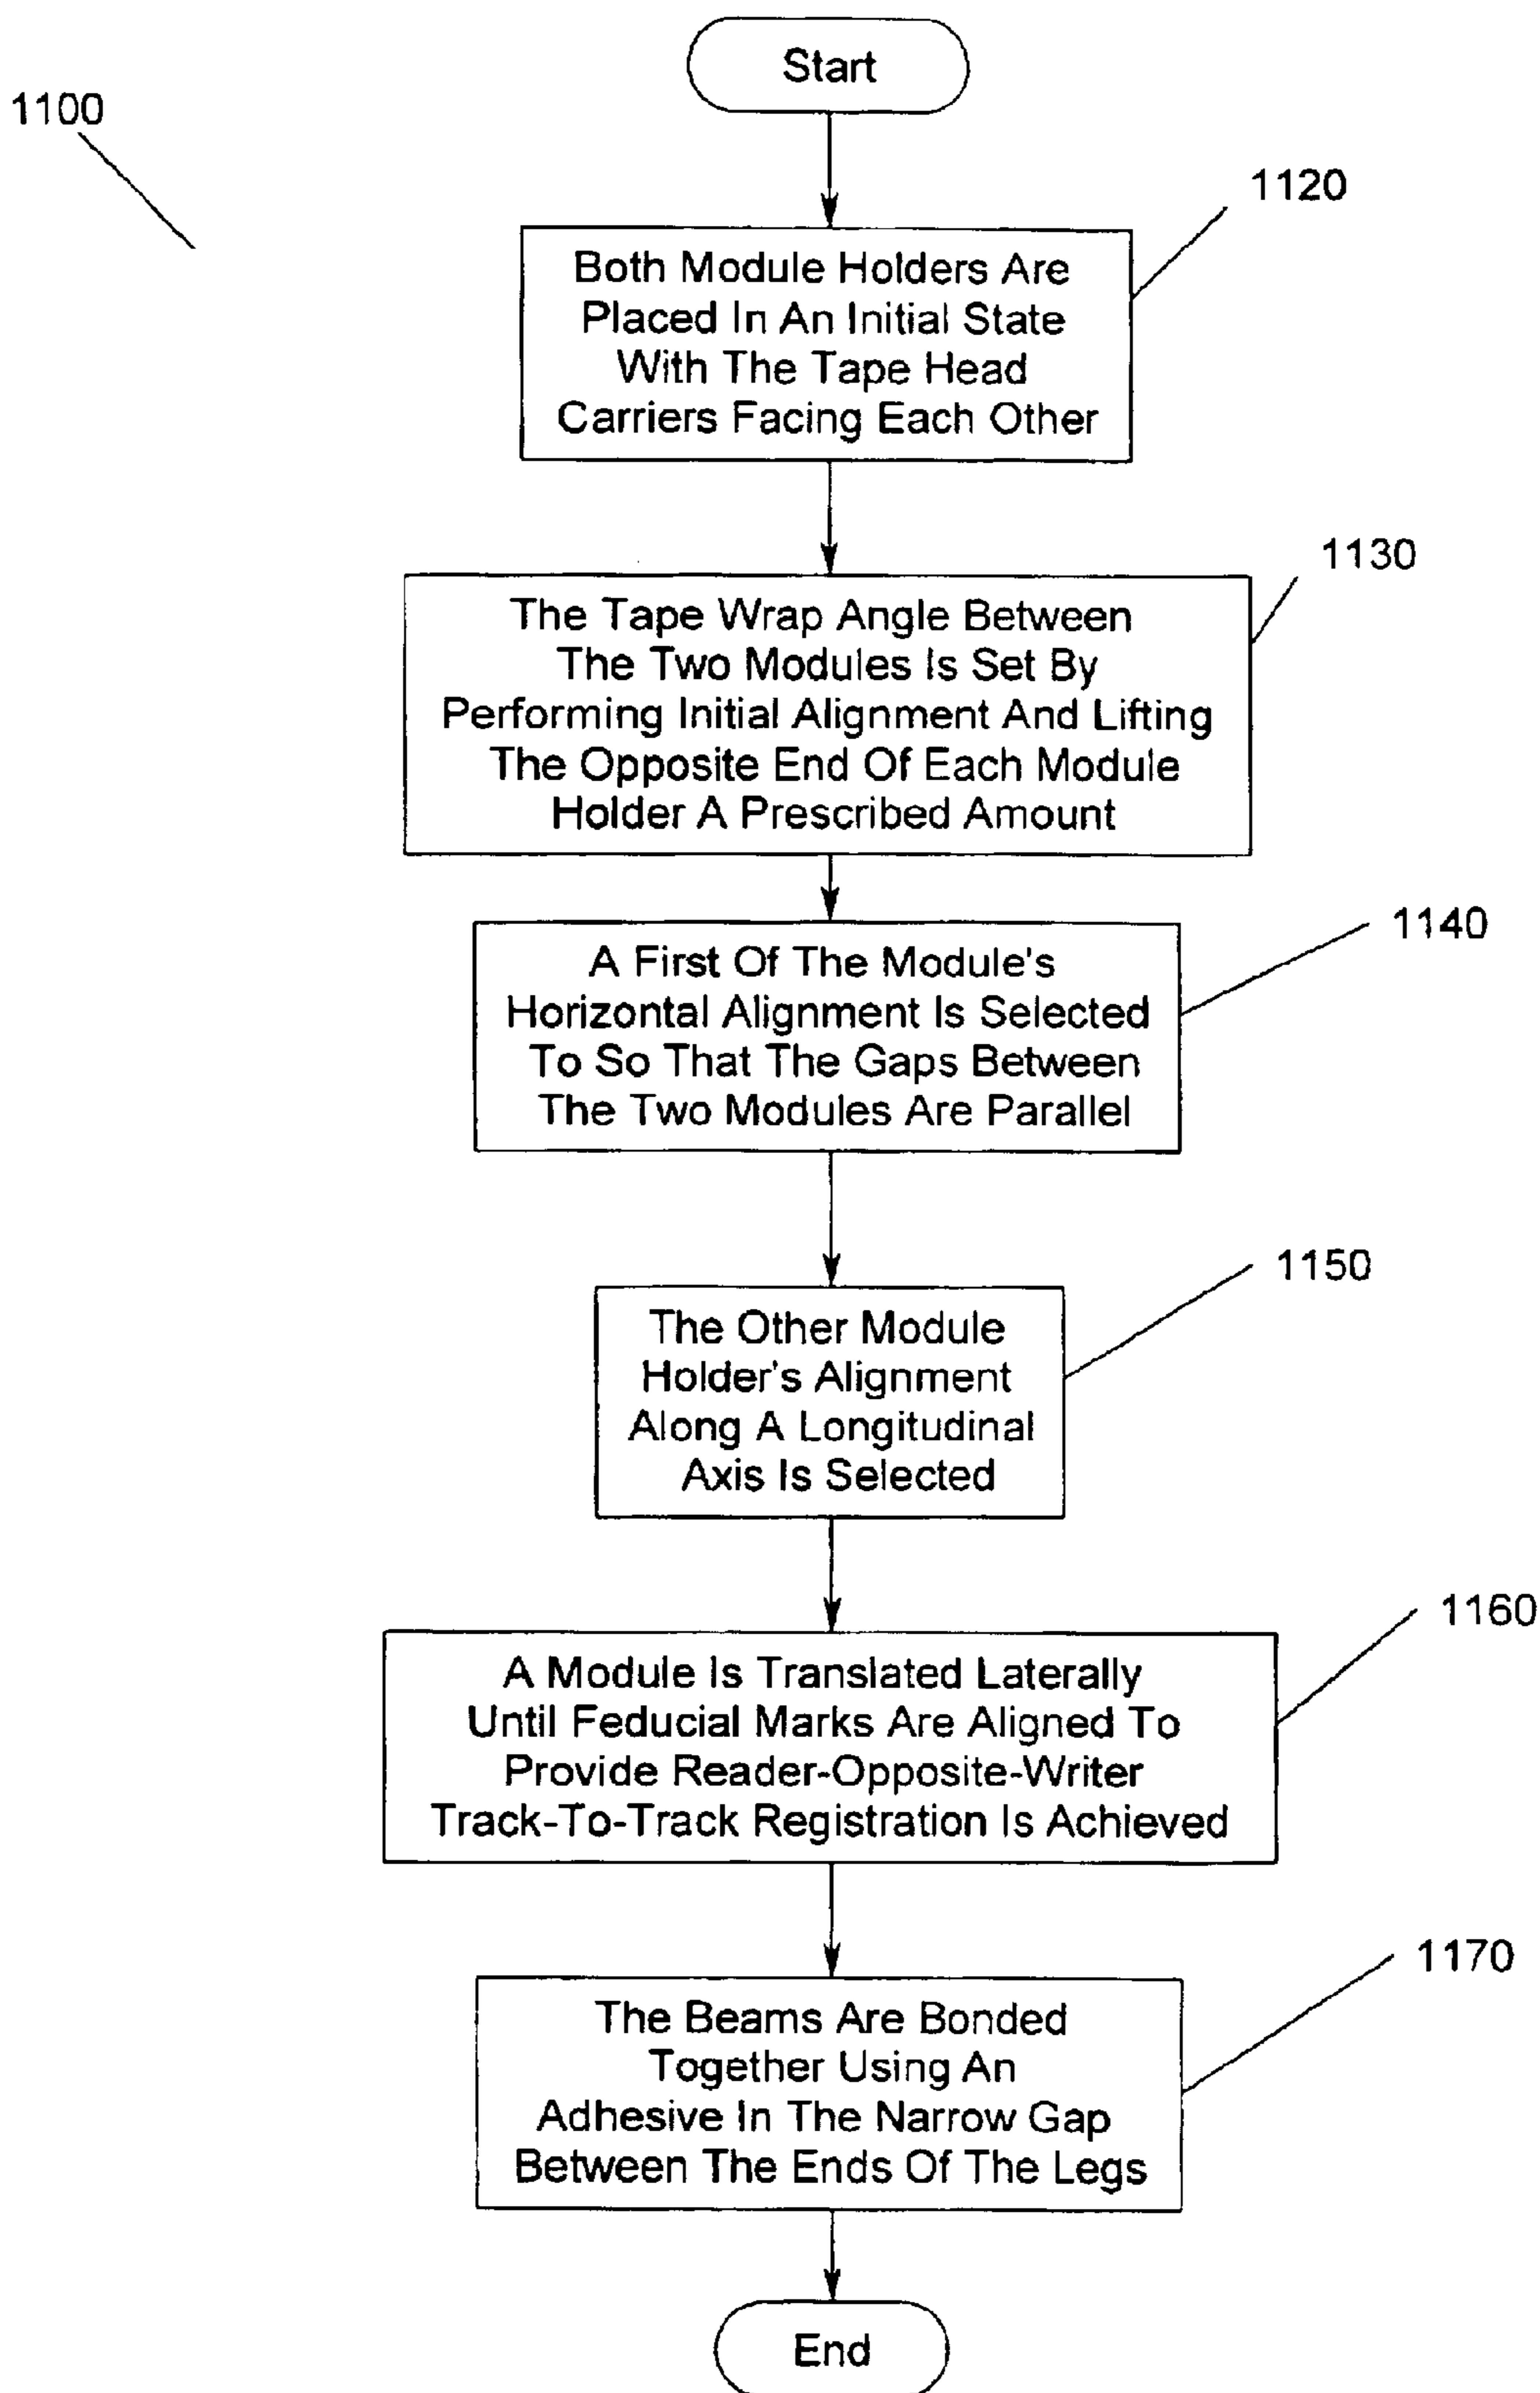 Start
1100
1120
Both Module Holders Are
Placed In An Initial State
With The Tape Head
Carriers Facing Each Other
1130
The Tape Wrap Angle Between
The Two Modules Is Set By
Performing Initial Alignment And Lifting
The Opposite End Of Each Module
Holder A Prescribed Amount
1140
A First Of The Module's
Horizontal Alignment Is Selected
To So That The Gaps Between
The Two Modules Are Parallel
1150
The Other Module
Holder's Alignment
Along A Longitudinal
Axis Is Selected
1160
A Module Is Translated Laterally
Until Feducial Marks Are Aligned To
Provide Reader-Opposite-Writer
Track-To-Track Registration Is Achieved
1170
The Beams Are Bonded
Together Using An
Adhesive In The Narrow Gap
Between The Ends Of The Legs
End